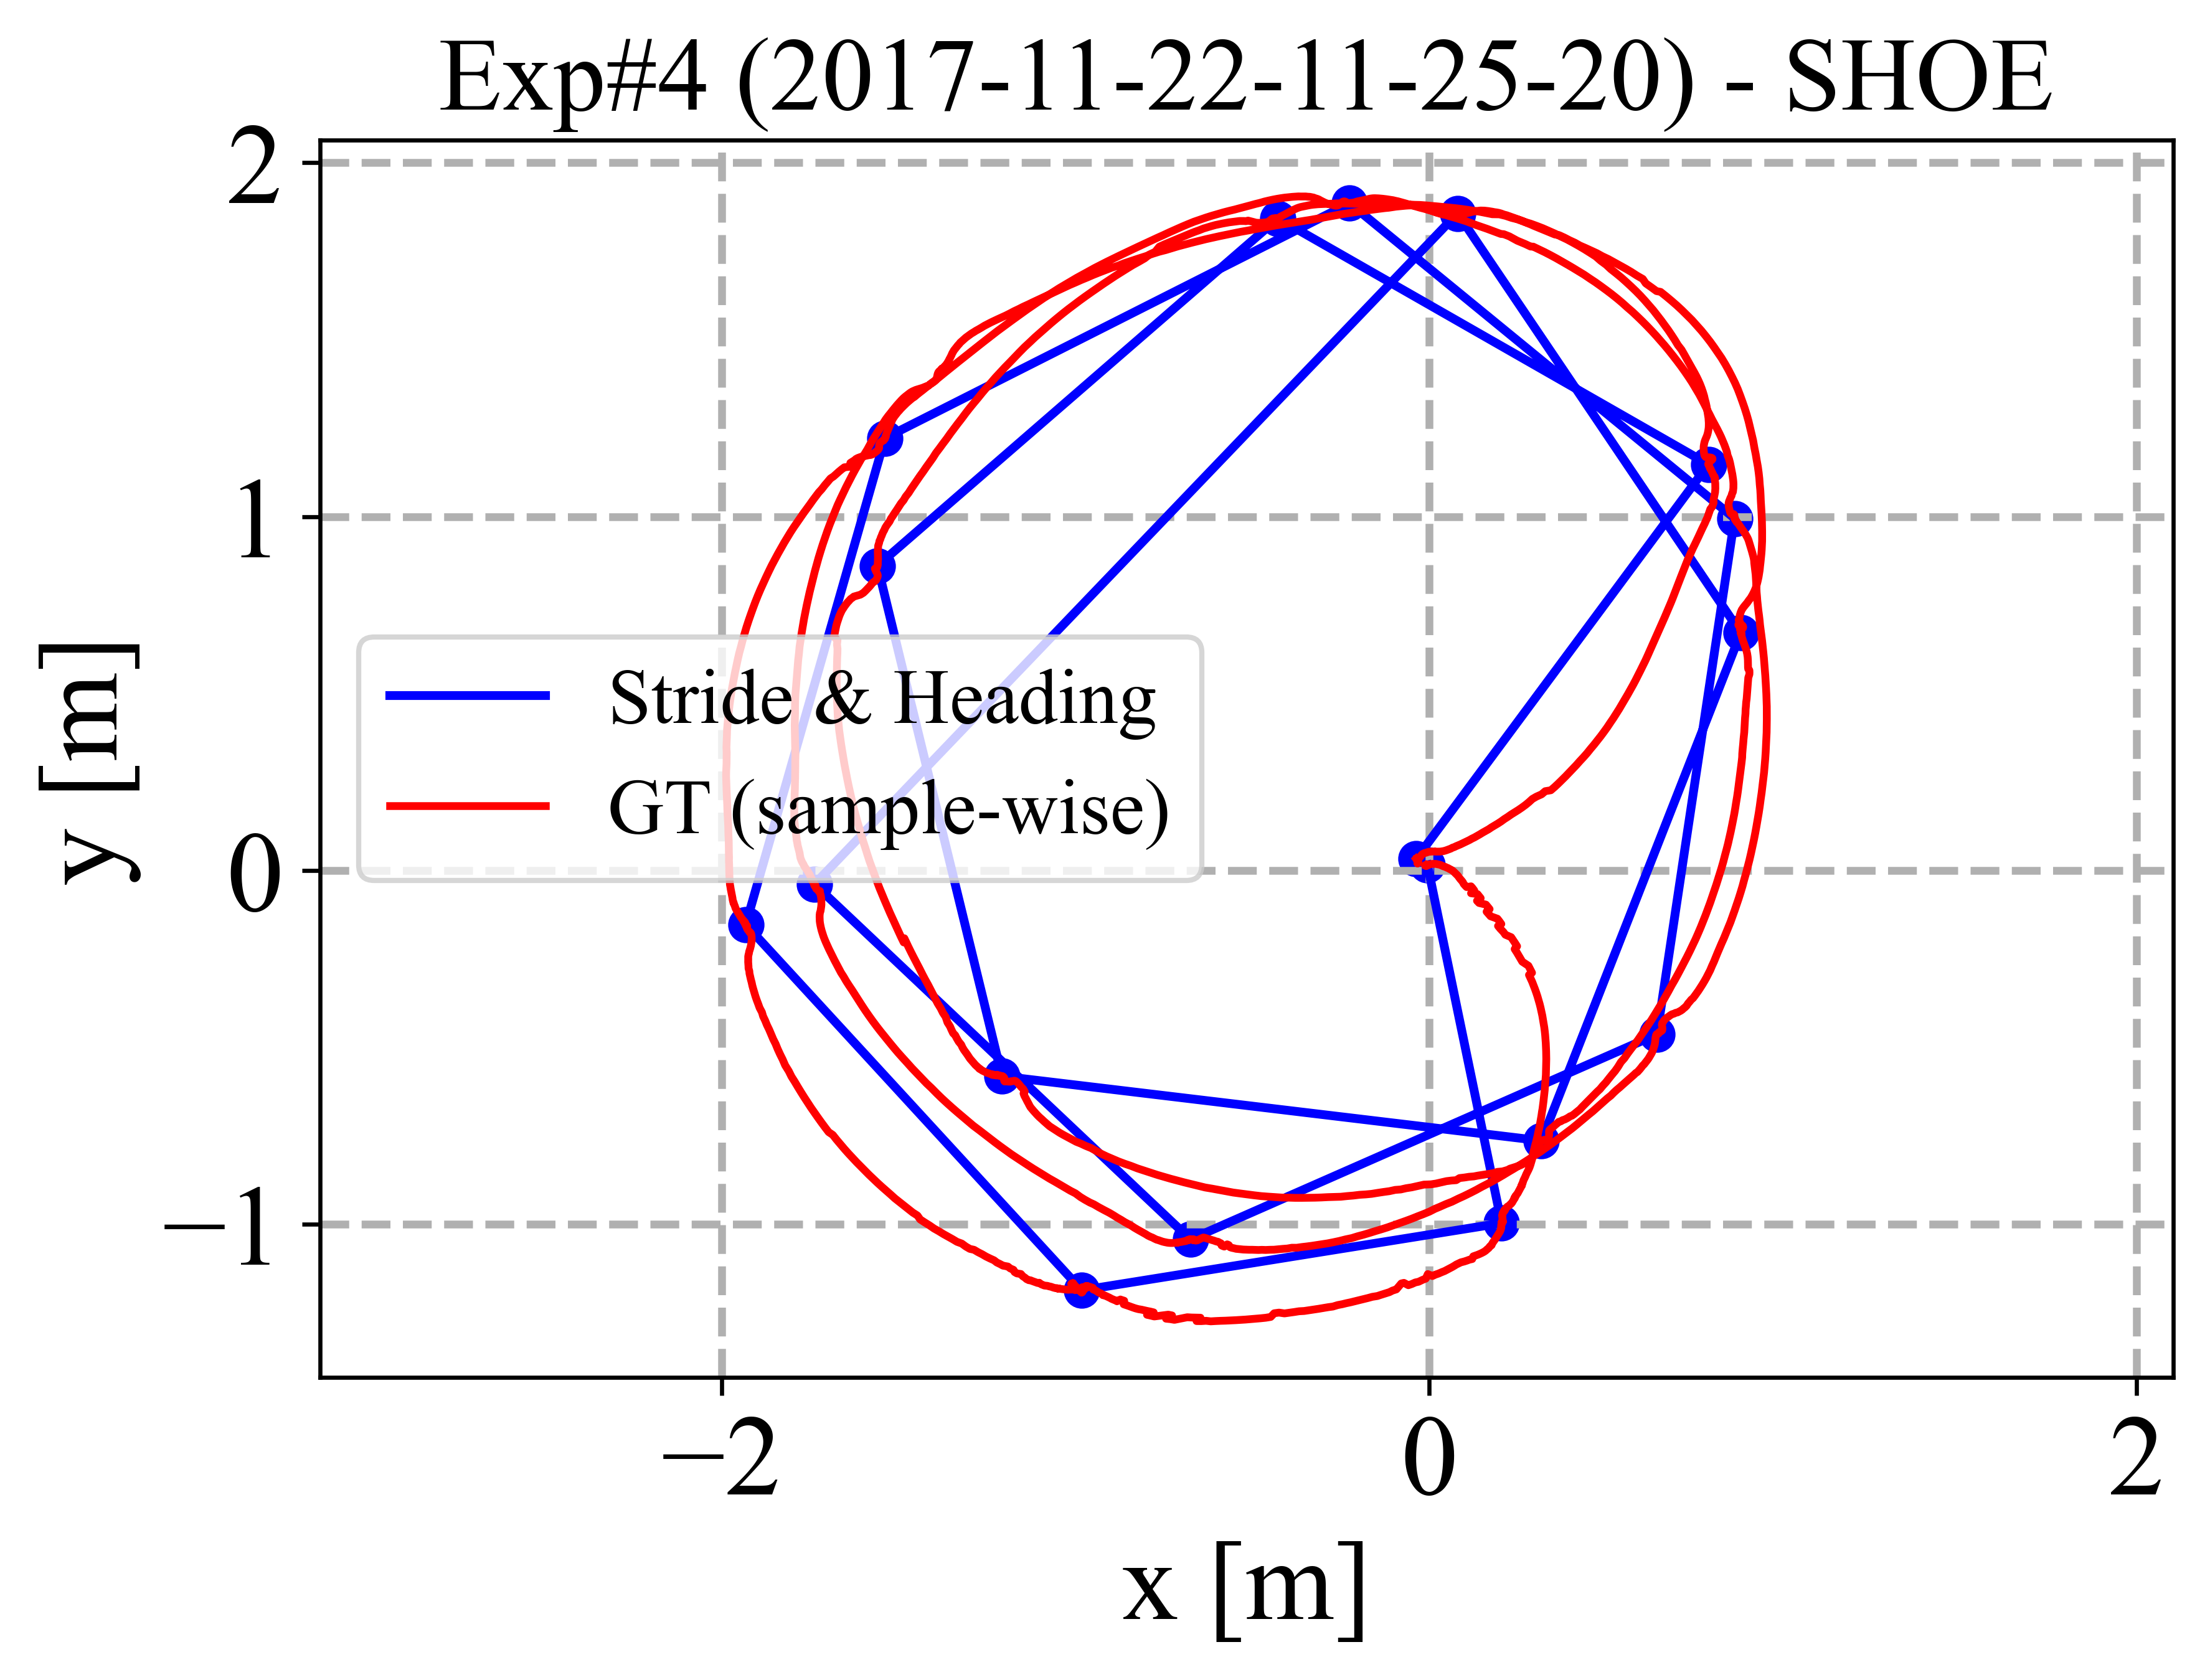 Exp#4 (2017-11-22-11-25-20) - SHOE
2
1
0
−1
y [m]
Stride & Heading
GT (sample-wise)
−2 0 2
x [m]